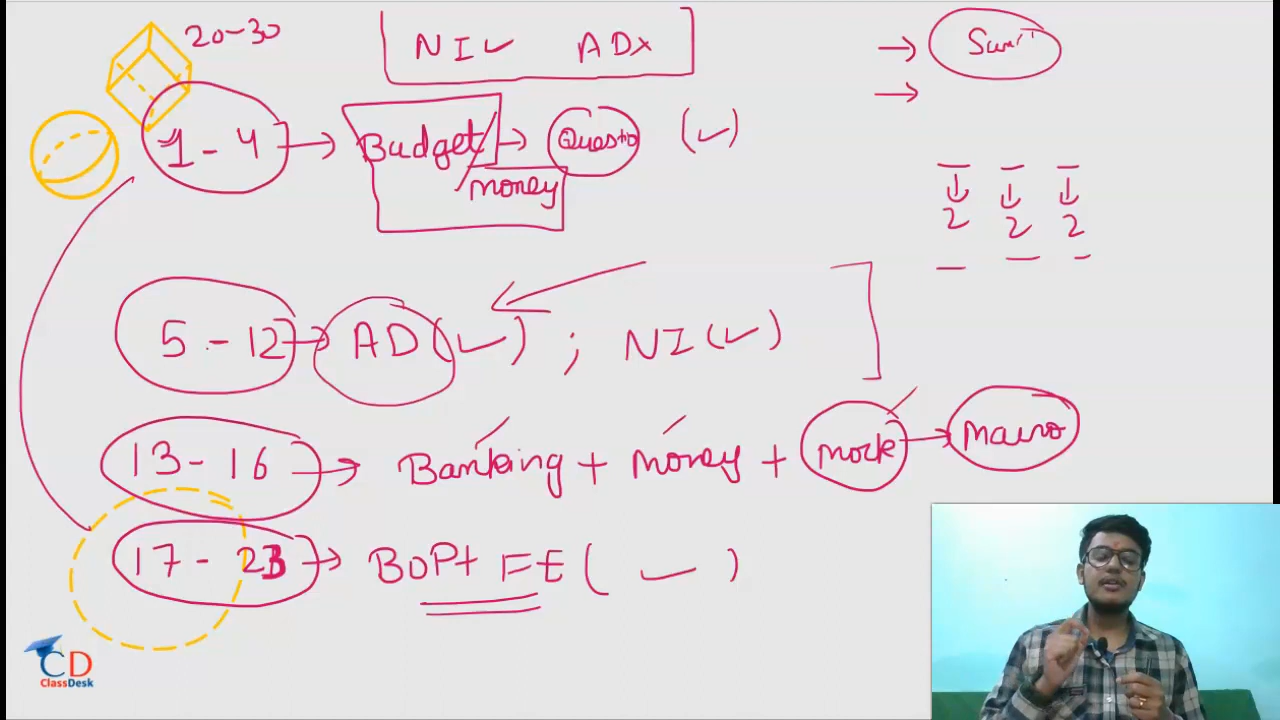 20-30
NI✓ ADx
→
→
1-4 → Budget → Questio (✓)
money
↓ ↓ ↓
2 2 2
5-12 → AD(✓) ; NI(✓)
13-16 → Banking + money + mock → macro
17-23 → BOP+ FE( ✓ )
CD
ClassDesk